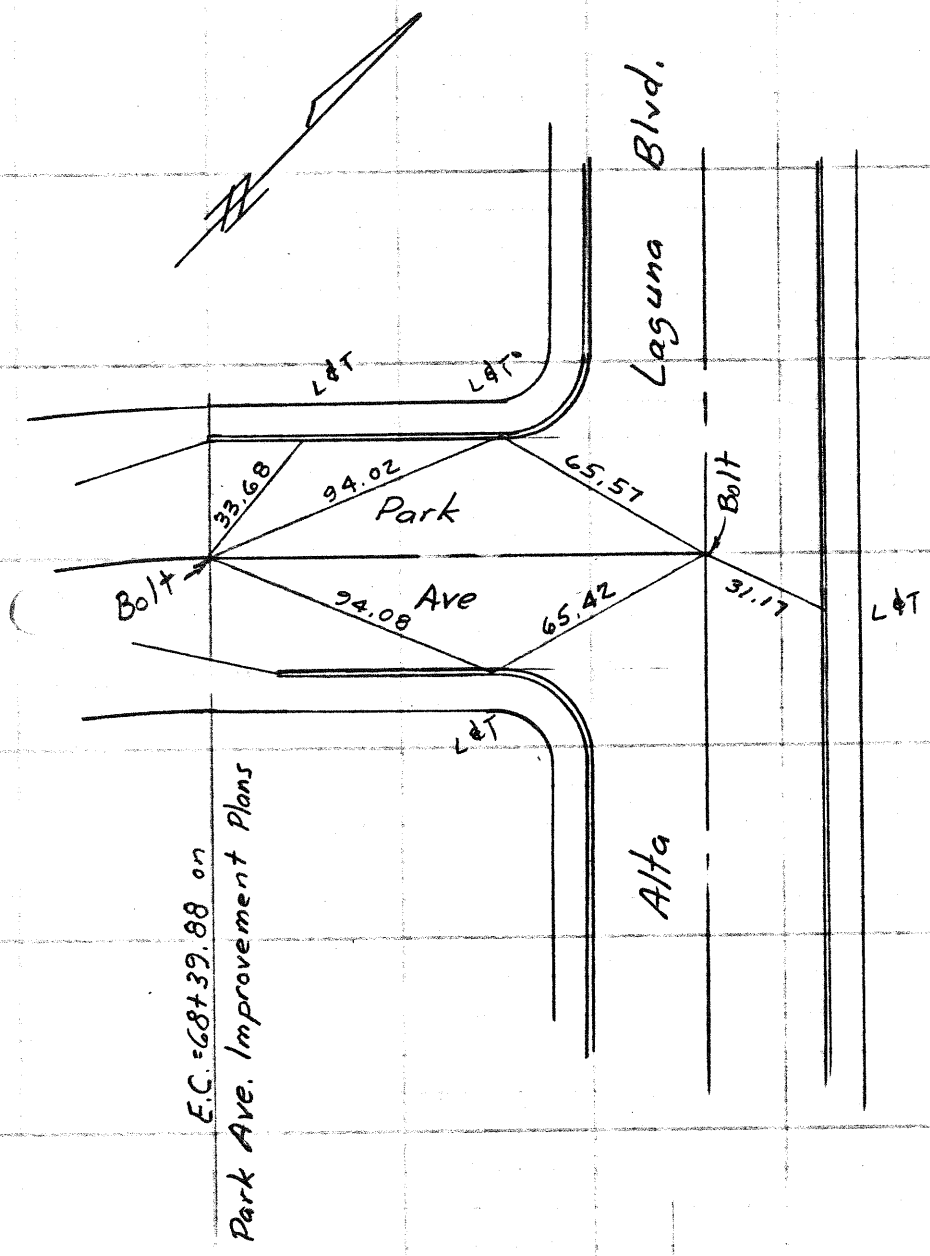 Alta Laguna Blvd.
L&T
L&T
33.68
94.02
65.57
Park
Bolt
Bolt
94.08
Ave
65.42
31.17
L&T
L&T
E.C.=68+39.88 on
Park Ave. Improvement Plans